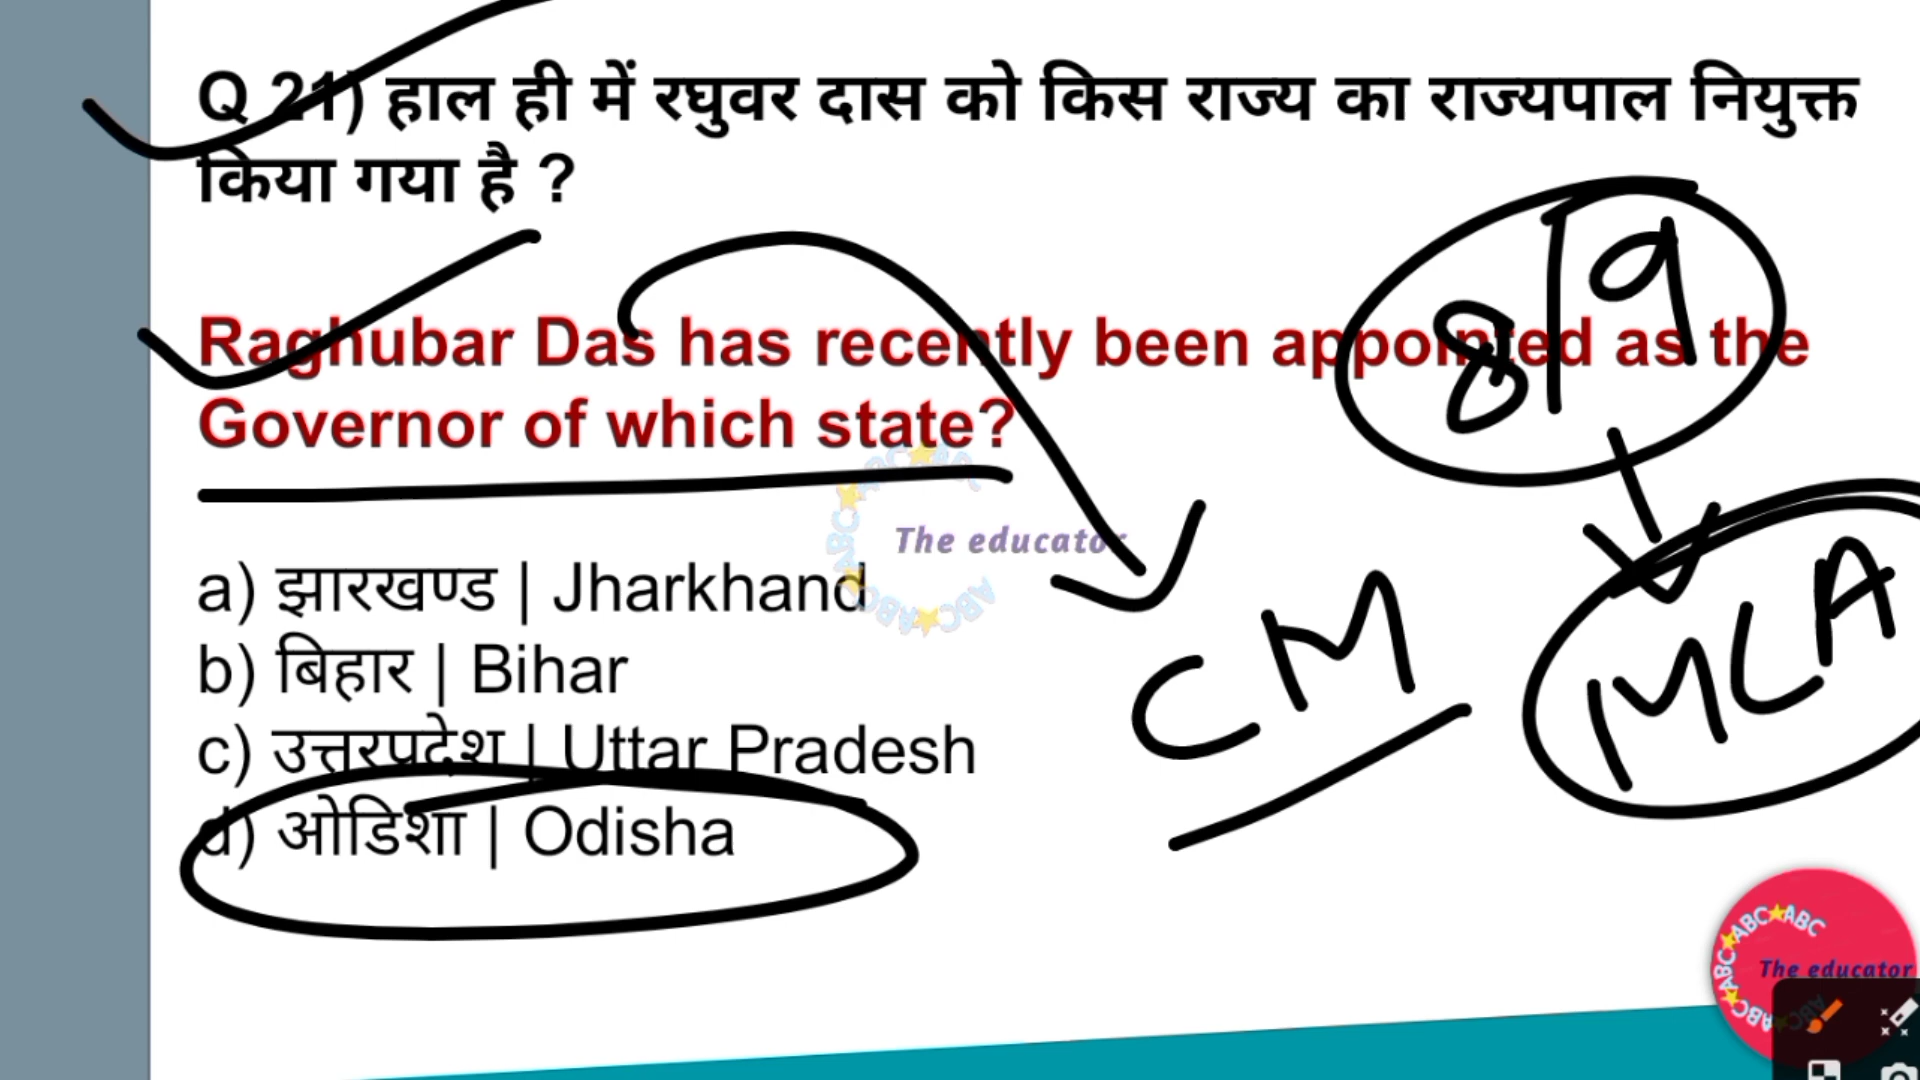 Q 21) हाल ही में रघुवर दास को किस राज्य का राज्यपाल नियुक्त
किया गया है ?
Raghubar Das has recently been appointed as the
Governor of which state?
8/9
The educator
a) झारखण्ड | Jharkhand
b) बिहार | Bihar
c) उत्तरप्रदेश | Uttar Pradesh
d) ओडिशा | Odisha
CM
MLA
ABC ABC ABC
The educator